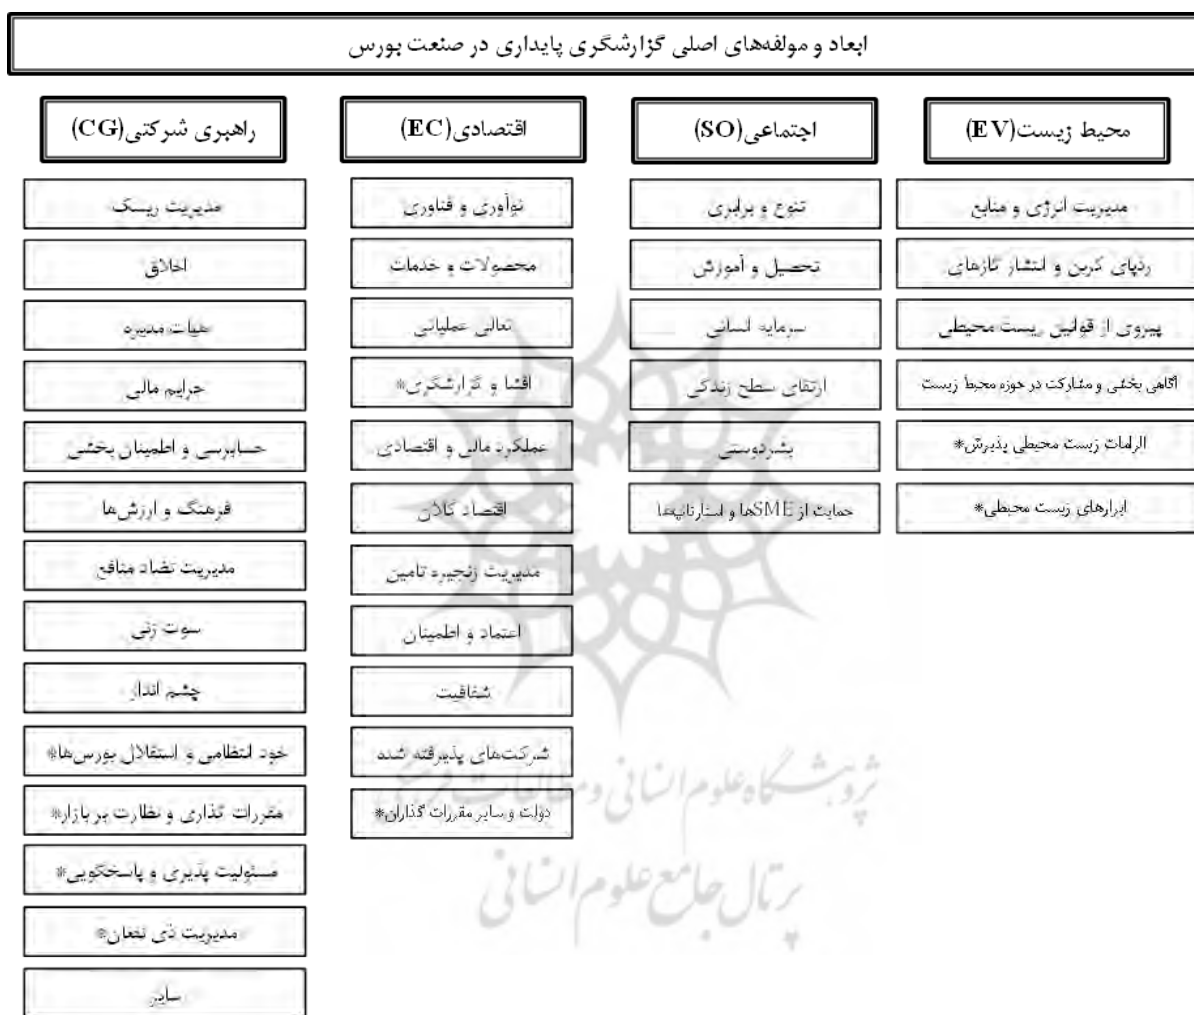 ابعاد و مولفه‌های اصلی گزارشگری پایداری در صنعت بورس
محیط زیست(EV)
مدیریت انرژی و منابع
ردپای کربن و انتشار گازهای
پیروی از قوانین زیست محیطی
آگاهی بخشی و مشارکت در حوزه محیط زیست
الزامات زیست محیطی پذیرش*
ابزارهای زیست محیطی*
اجتماعی(SO)
تنوع و برابری
تحصیل و آموزش
سرمایه انسانی
ارتقای سطح زندگی
بشردوستی
حمایت از SMEها و استارتاپ‌ها
اقتصادی(EC)
نوآوری و فناوری
محصولات و خدمات
تعالی عملیاتی
افشا و گزارشگری*
عملکرد مالی و اقتصادی
اقتصاد کلان
مدیریت زنجیره تامین
اعتماد و اطمینان
شفافیت
شرکت‌های پذیرفته شده
دولت و سایر مقررات گذاران*
راهبری شرکتی(CG)
مدیریت ریسک
اخلاق
هیات مدیره
جرایم مالی
حسابرسی و اطمینان بخشی
فرهنگ و ارزش‌ها
مدیریت تضاد منافع
سوت زنی
چشم انداز
خود انتظامی و استقلال بورس‌ها*
مقررات گذاری و نظارت بر بازار*
مسئولیت پذیری و پاسخگویی*
مدیریت ذی نفعان*
سایر
پژوهشگاه علوم انسانی و مطالعات فرهنگی
پرتال جامع علوم انسانی